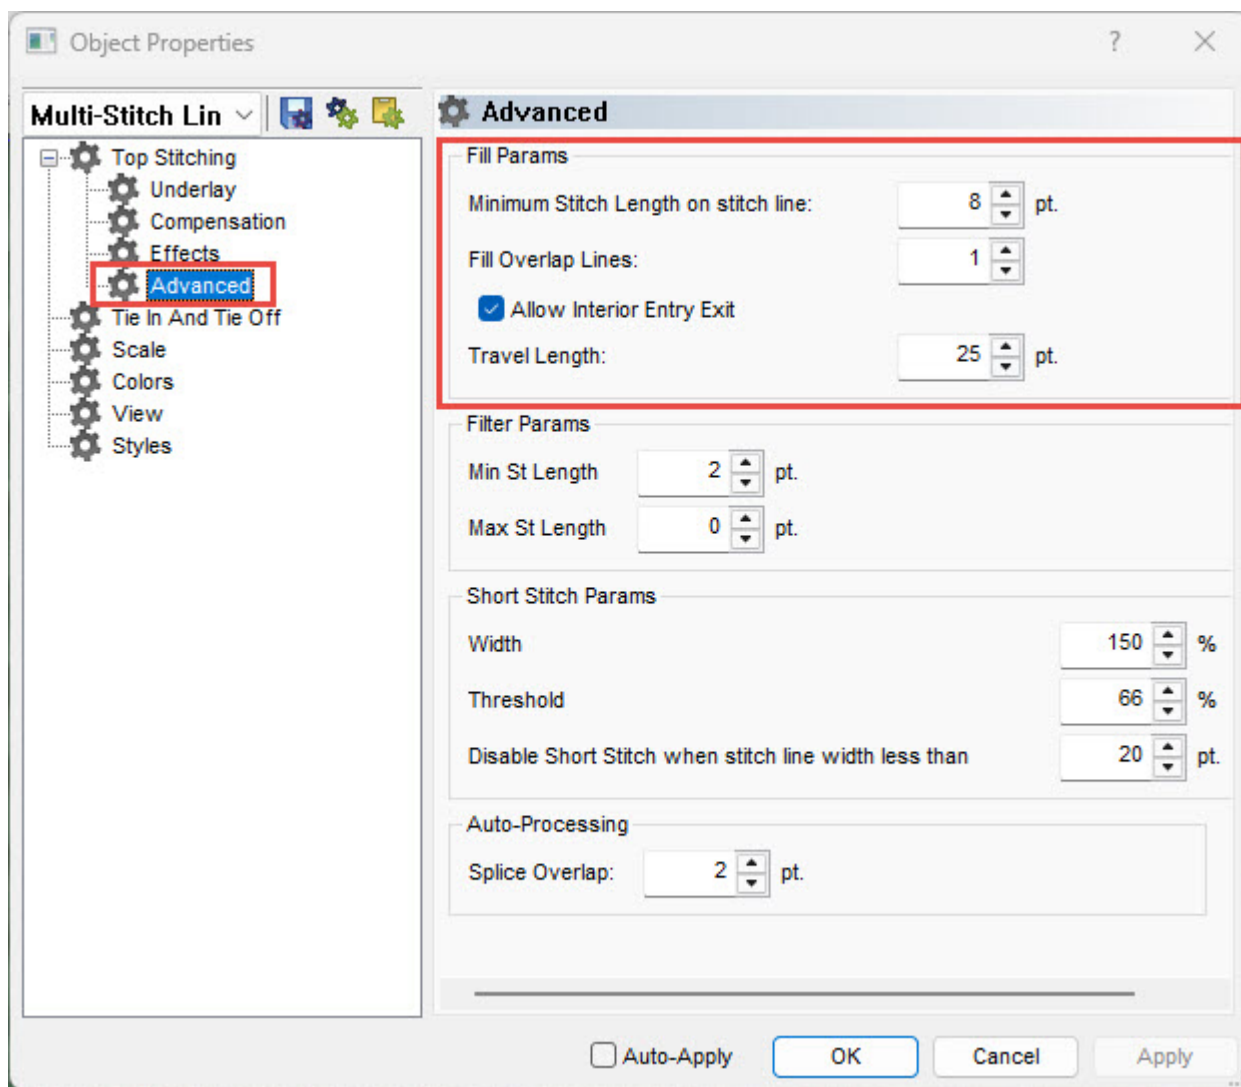 Object Properties ?
Multi-Stitch Lin
Top Stitching
Underlay
Compensation
Effects
Advanced
Tie In And Tie Off
Scale
Colors
View
Styles
Advanced
Fill Params
Minimum Stitch Length on stitch line: 8 pt.
Fill Overlap Lines: 1
Allow Interior Entry Exit
Travel Length: 25 pt.
Filter Params
Min St Length 2 pt.
Max St Length 0 pt.
Short Stitch Params
Width 150 %
Threshold 66 %
Disable Short Stitch when stitch line width less than 20 pt.
Auto-Processing
Splice Overlap: 2 pt.
Auto-Apply OK Cancel Apply